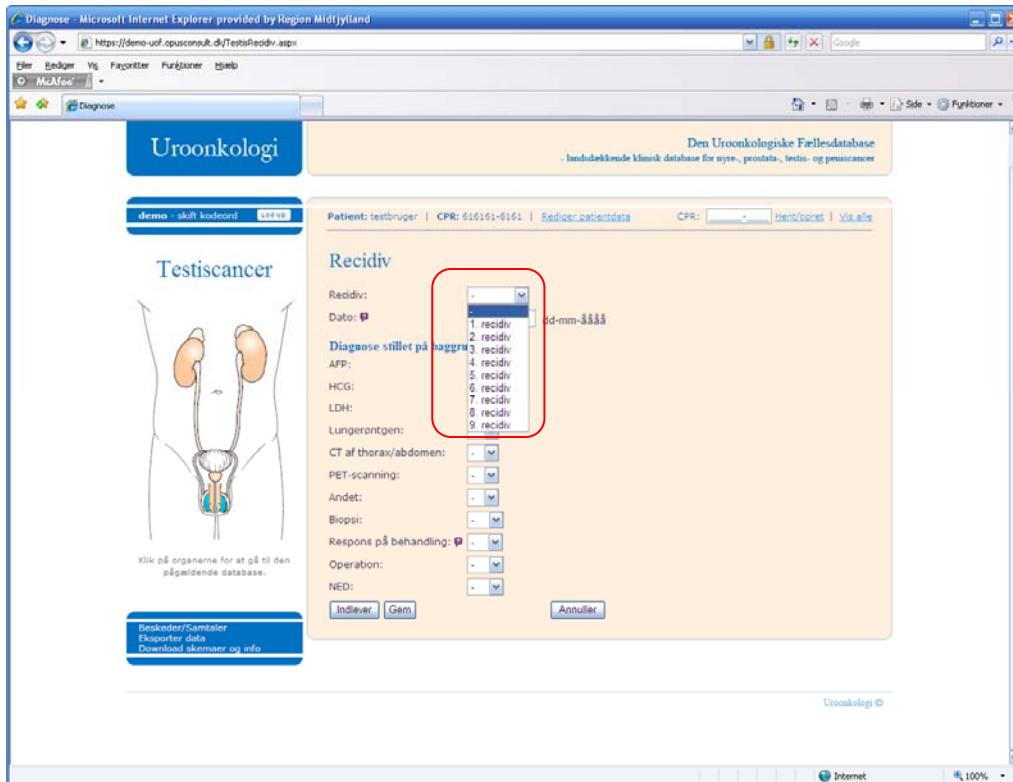 Diagnose - Microsoft Internet Explorer provided by Region Midtjylland
https://demo-uof.opusconsult.dk/TestisRecidiv.aspx
Google
Filer Rediger Vis Favoritter Funktioner Hjælp
McAfee
Diagnose
Side Funktioner
Uroonkologi
Den Uroonkologiske Fællesdatabase
- landsdækkende klinisk database for nyre-, prostata-, testis- og peniscancer
demo - skift kodeord LOG UD
Patient: testbruger | CPR: 616161-6161 | Rediger patientdata CPR: - Hent/opret | Vis alle
Testiscancer
Recidiv
Recidiv: -
Dato: dd-mm-åååå
-
1. recidiv
2. recidiv
3. recidiv
4. recidiv
5. recidiv
6. recidiv
7. recidiv
8. recidiv
9. recidiv
Diagnose stillet på
AFP:
HCG:
LDH:
Lungerøntgen:
CT af thorax/abdomen: -
PET-scanning: -
Andet: -
Biopsi: -
Respons på behandling: -
Operation: -
NED: -
Indlever Gem Annuller
Klik på organerne for at gå til den
pågældende database.
Beskeder/Samtaler
Eksporter data
Download skemaer og info
Uroonkologi ©
Internet 100%